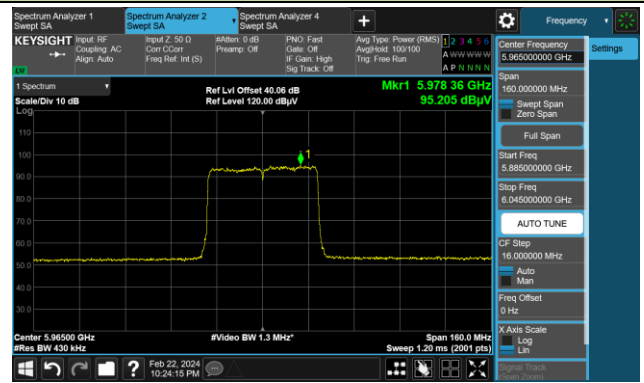 Spectrum Analyzer 1
Swept SA
Spectrum Analyzer 2
Swept SA
Spectrum Analyzer 4
Swept SA
Frequency
KEYSIGHT
Input: RF
Coupling: AC
Align: Auto
Input Z: 50 Ω
Corr CCorr
Freq Ref: Int (S)
#Atten: 0 dB
Preamp: Off
PNO: Fast
Gate: Off
IF Gain: High
Sig Track: Off
Avg Type: Power (RMS)
Avg|Hold: 100/100
Trig: Free Run
1 2 3 4 5 6
A W W W W W
A P N N N N
1 Spectrum
Scale/Div 10 dB
Log
Ref Lvl Offset 40.06 dB
Ref Level 120.00 dBµV
Mkr1 5.978 36 GHz
95.205 dBµV
110
100
90.0
80.0
70.0
60.0
50.0
40.0
30.0
1
Center 5.96500 GHz
#Res BW 430 kHz
#Video BW 1.3 MHz*
Span 160.0 MHz
Sweep 1.20 ms (2001 pts)
Feb 22, 2024
10:24:15 PM
Center Frequency
5.965000000 GHz
Settings
Span
160.000000 MHz
Swept Span
Zero Span
Full Span
Start Freq
5.885000000 GHz
Stop Freq
6.045000000 GHz
AUTO TUNE
CF Step
16.000000 MHz
Auto
Man
Freq Offset
0 Hz
X Axis Scale
Log
Lin
Signal Track
(Span Zoom)